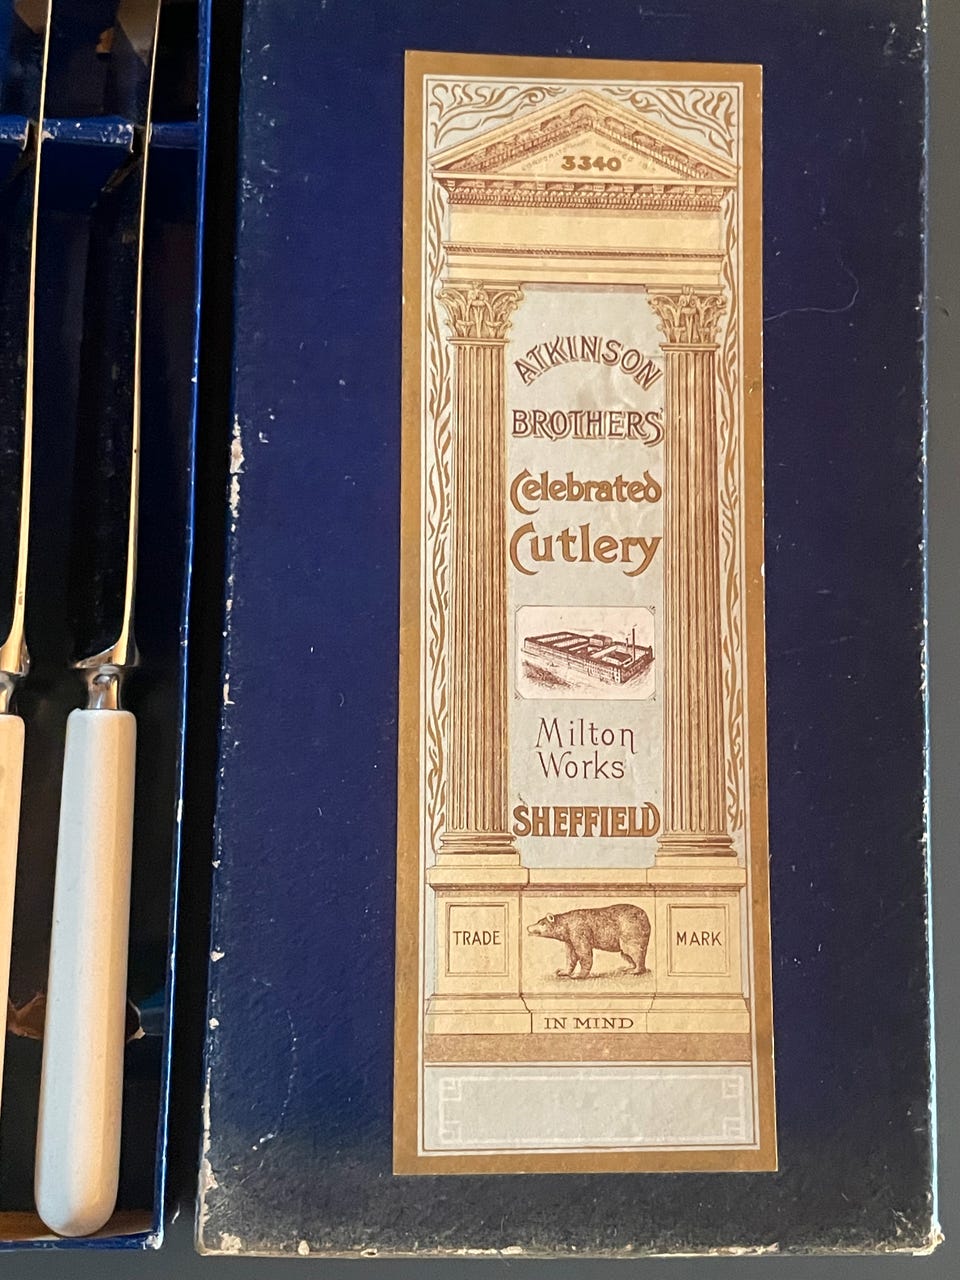 3340
ATKINSON
BROTHERS'
Celebrated
Cutlery
Milton
Works
SHEFFIELD
TRADE MARK
IN MIND